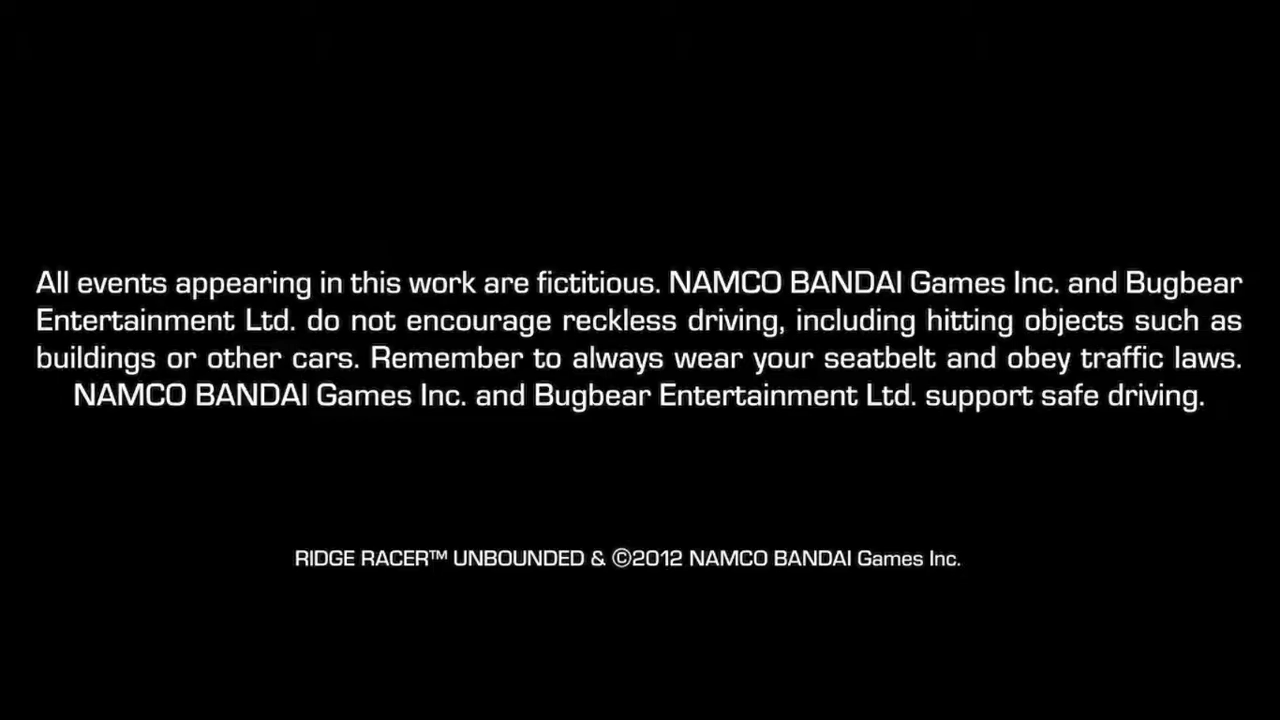 All events appearing in this work are fictitious. NAMCO BANDAI Games Inc. and Bugbear
Entertainment Ltd. do not encourage reckless driving, including hitting objects such as
buildings or other cars. Remember to always wear your seatbelt and obey traffic laws.
NAMCO BANDAI Games Inc. and Bugbear Entertainment Ltd. support safe driving.
RIDGE RACER™ UNBOUNDED & ©2012 NAMCO BANDAI Games Inc.